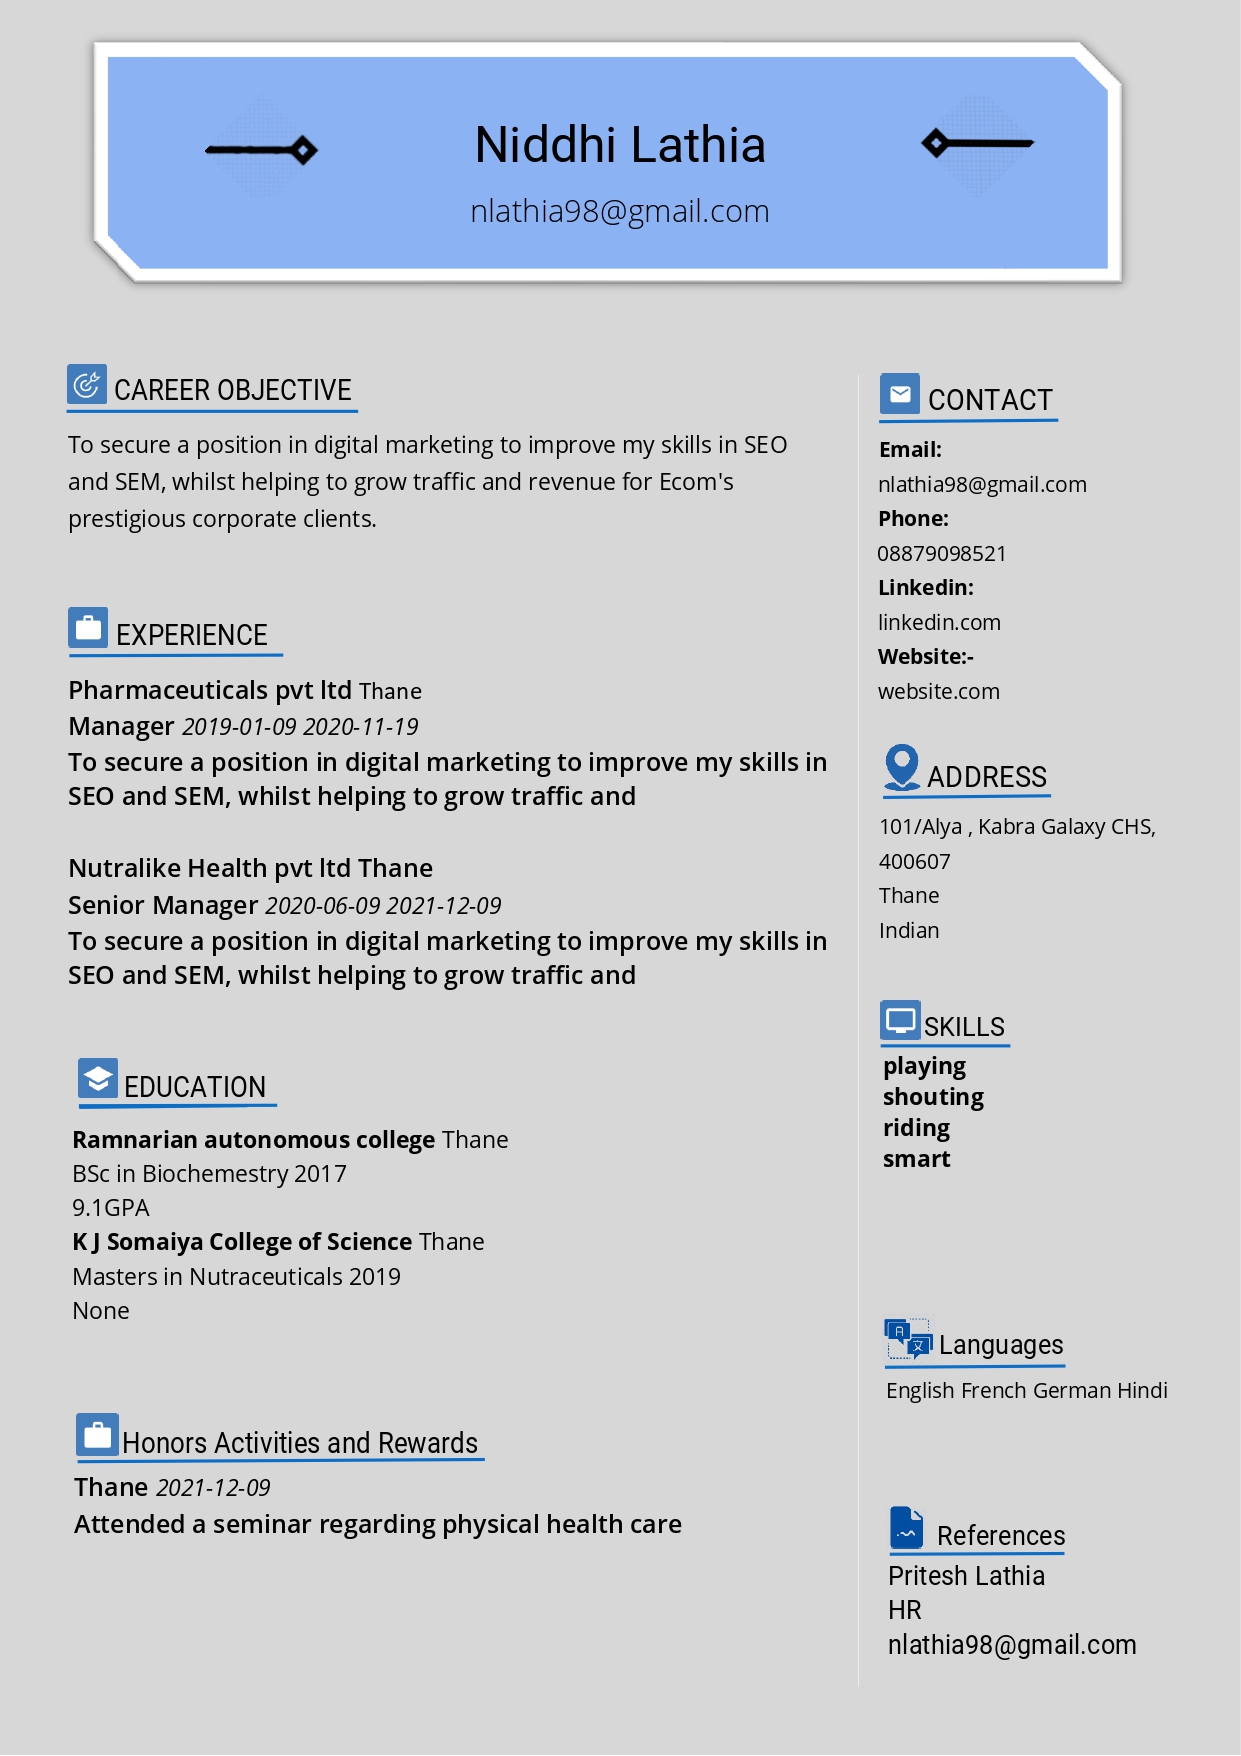 Niddhi Lathia
nlathia98@gmail.com
CAREER OBJECTIVE
To secure a position in digital marketing to improve my skills in SEO
and SEM, whilst helping to grow traffic and revenue for Ecom's
prestigious corporate clients.
EXPERIENCE
Pharmaceuticals pvt ltd Thane
Manager 2019-01-09 2020-11-19
To secure a position in digital marketing to improve my skills in
SEO and SEM, whilst helping to grow traffic and
Nutralike Health pvt ltd Thane
Senior Manager 2020-06-09 2021-12-09
To secure a position in digital marketing to improve my skills in
SEO and SEM, whilst helping to grow traffic and
EDUCATION
Ramnarian autonomous college Thane
BSc in Biochemestry 2017
9.1GPA
K J Somaiya College of Science Thane
Masters in Nutraceuticals 2019
None
Honors Activities and Rewards
Thane 2021-12-09
Attended a seminar regarding physical health care
CONTACT
Email:
nlathia98@gmail.com
Phone:
08879098521
Linkedin:
linkedin.com
Website:-
website.com
ADDRESS
101/Alya , Kabra Galaxy CHS,
400607
Thane
Indian
SKILLS
playing
shouting
riding
smart
Languages
English French German Hindi
References
Pritesh Lathia
HR
nlathia98@gmail.com